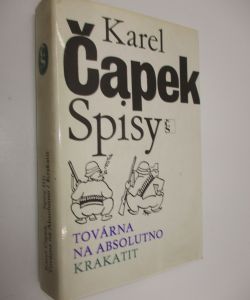 Karel
Čapek
Spisy
TOVÁRNA
NA ABSOLUTNO
KRAKATIT